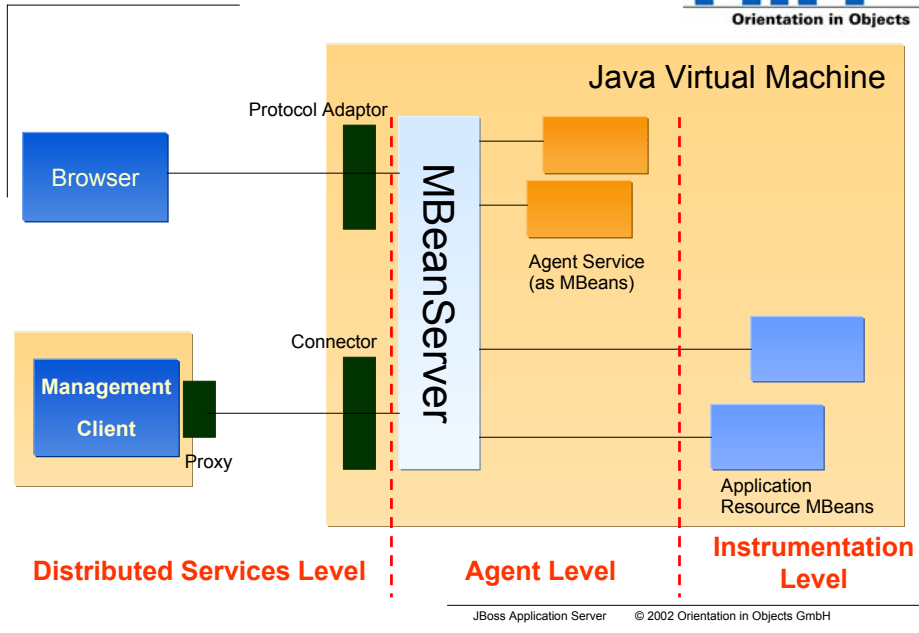 Orientation in Objects
Java Virtual Machine
Protocol Adaptor
Browser
MBeanServer
Agent Service
(as MBeans)
Connector
Management
Client
Proxy
Application
Resource MBeans
Distributed Services Level
Agent Level
Instrumentation
Level
JBoss Application Server © 2002 Orientation in Objects GmbH